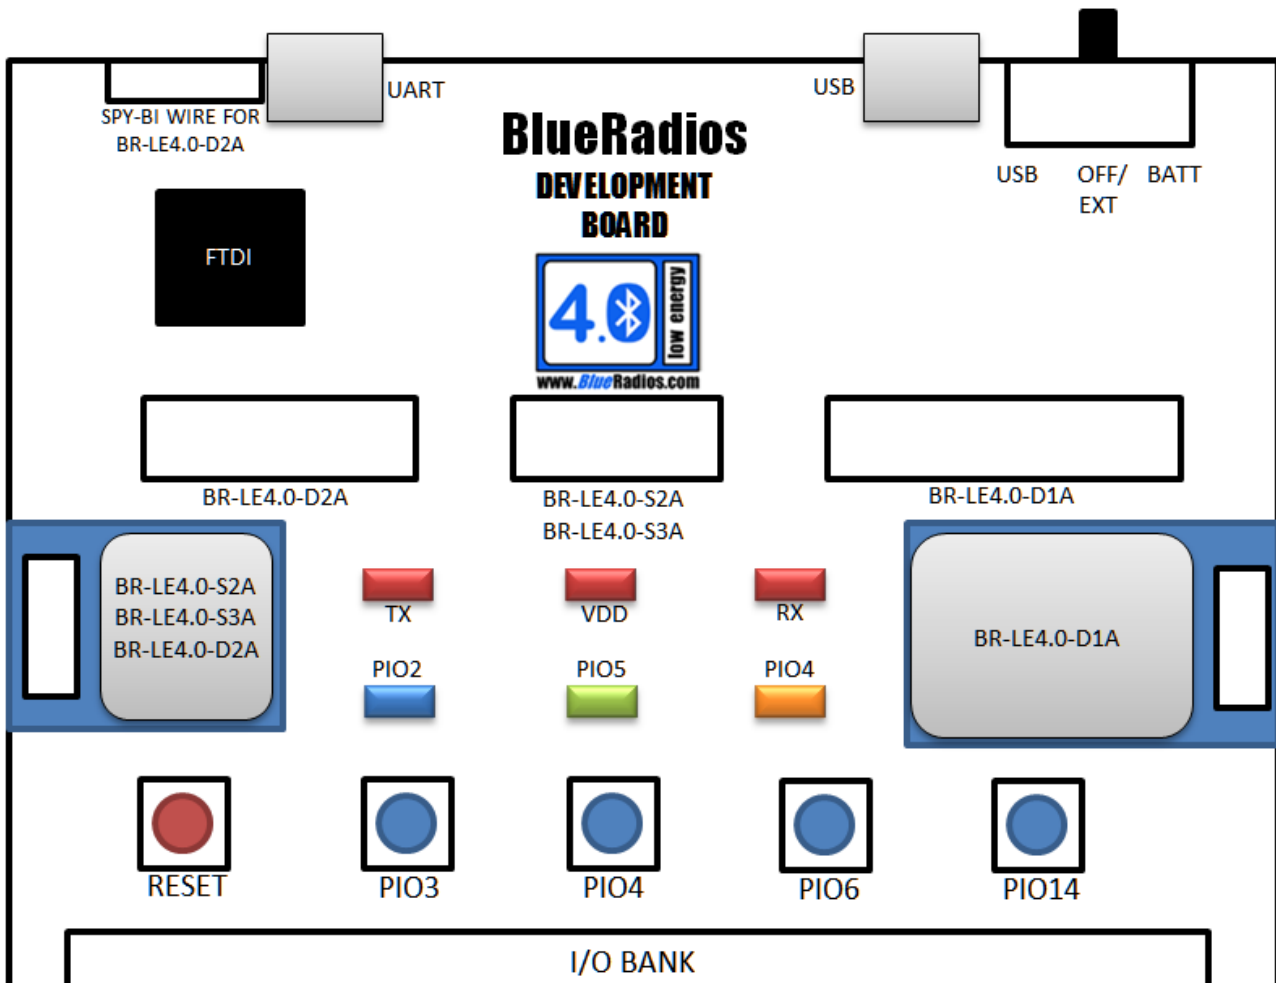 UART
USB
SPY-BI WIRE FOR
BR-LE4.0-D2A
BlueRadios
DEVELOPMENT
BOARD
USB OFF/ BATT
EXT
FTDI
4.0
low energy
www.BlueRadios.com
BR-LE4.0-D2A
BR-LE4.0-S2A
BR-LE4.0-S3A
BR-LE4.0-D1A
BR-LE4.0-S2A
BR-LE4.0-S3A
BR-LE4.0-D2A
TX
VDD
RX
BR-LE4.0-D1A
PIO2
PIO5
PIO4
RESET
PIO3
PIO4
PIO6
PIO14
I/O BANK